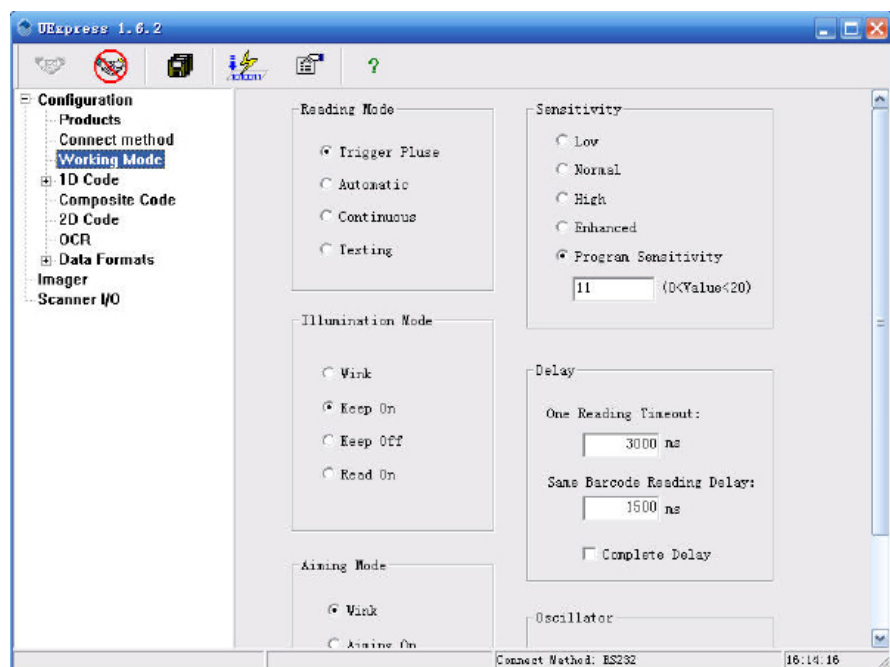 UExpress 1.6.2
?
Configuration
Products
Connect method
Working Mode
1D Code
Composite Code
2D Code
OCR
Data Formats
Imager
Scanner I/O
Reading Mode
Trigger Pluse
Automatic
Continuous
Texting
Illumination Mode
Wink
Keep On
Keep Off
Read On
Aiming Mode
Wink
Aiming On
Sensitivity
Low
Normal
High
Enhanced
Program Sensitivity
11 (0<Value<20)
Delay
One Reading Timeout:
3000 ms
Same Barcode Reading Delay:
1500 ms
Complete Delay
Oscillator
Connect Method: RS232
16:14:16